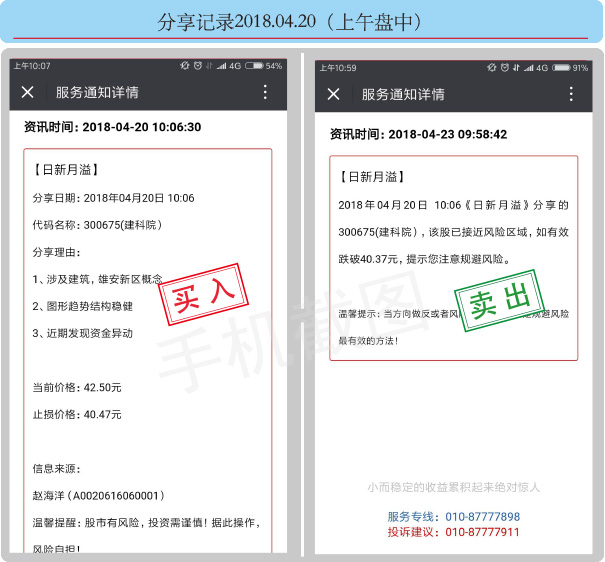 分享记录2018.04.20（上午盘中）
上午10:07
4G
54%
服务通知详情
资讯时间: 2018-04-20 10:06:30
【日新月溢】
分享日期: 2018年04月20日 10:06
代码名称: 300675(建科院)
分享理由:
1、涉及建筑，雄安新区概念
2、图形趋势结构稳健
3、近期发现资金异动
买入
当前价格: 42.50元
止损价格: 40.47元
信息来源:
赵海洋（A0020616060001）
温馨提醒: 股市有风险，投资需谨慎！据此操作，
风险自担！
上午10:59
4G
91%
服务通知详情
资讯时间: 2018-04-23 09:58:42
【日新月溢】
2018年04月20日 10:06《日新月溢》分享的
300675(建科院)，该股已接近风险区域，如有效
跌破40.37元，提示您注意规避风险。
卖出
温馨提示: 当方向做反或者风 规避风险
最有效的方法！
手机截图
小而稳定的收益累积起来绝对惊人
服务专线: 010-87777898
投诉建议: 010-87777911